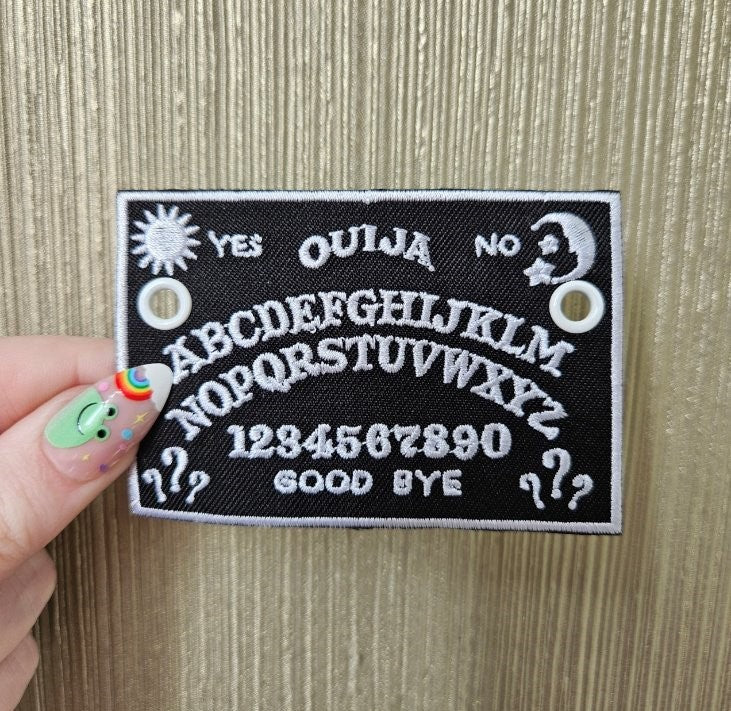 YES OUIJA NO
ABCDEFGHIJKLM
NOPQRSTUVWXYZ
1234567890
GOOD BYE
??? ???